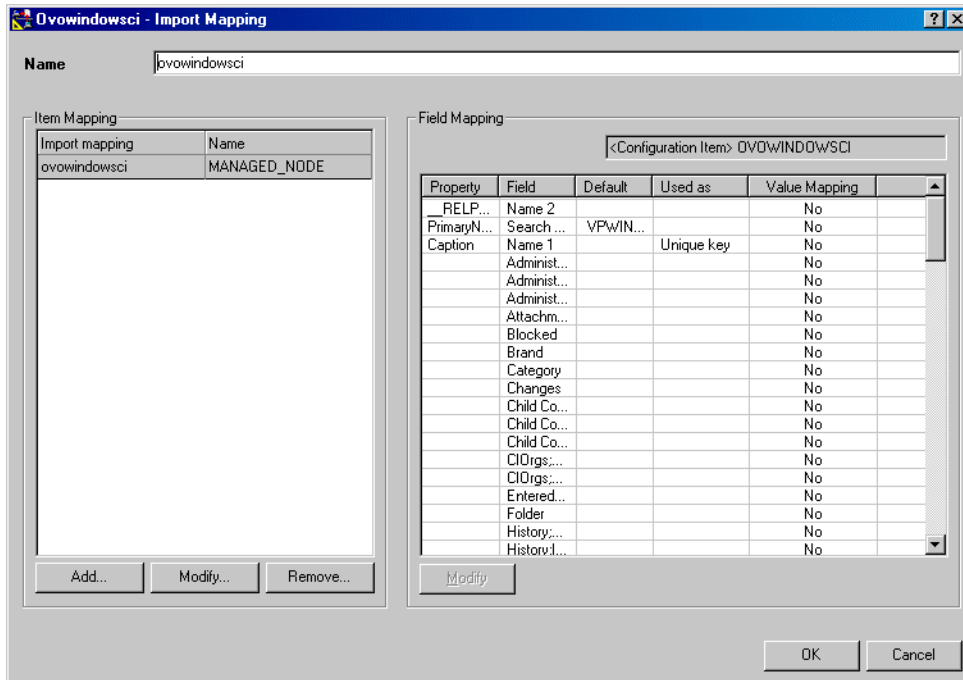 Ovowindowsci - Import Mapping
Name ovowindowsci
Item Mapping
Import mapping Name
ovowindowsci MANAGED_NODE
Add... Modify... Remove...
Field Mapping
<Configuration Item> OVOWINDOWSCI
Property Field Default Used as Value Mapping
__RELP... Name 2 No
PrimaryN... Search ... VPWIN... No
Caption Name 1 Unique key No
Administ... No
Administ... No
Administ... No
Attachm... No
Blocked No
Brand No
Category No
Changes No
Child Co... No
Child Co... No
Child Co... No
CIOrgs;... No
CIOrgs;... No
Entered... No
Folder No
History;... No
History;I... No
Modify
OK Cancel